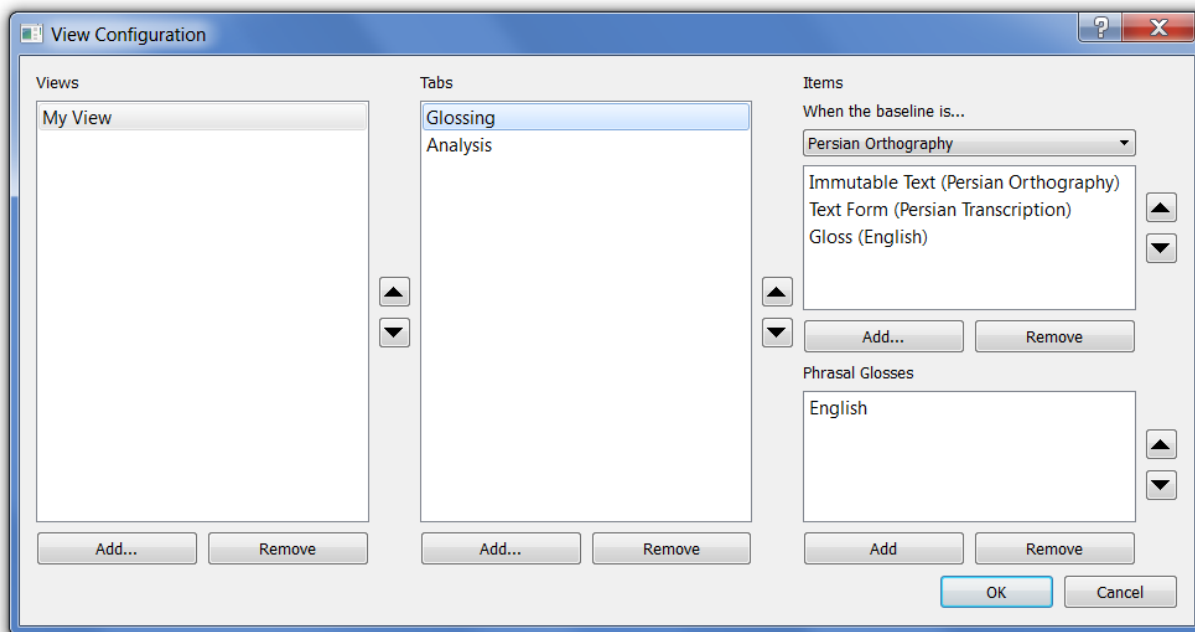 View Configuration
Views
My View
Add...
Remove
Tabs
Glossing
Analysis
Add...
Remove
Items
When the baseline is...
Persian Orthography
Immutable Text (Persian Orthography)
Text Form (Persian Transcription)
Gloss (English)
Add...
Remove
Phrasal Glosses
English
Add
Remove
OK
Cancel